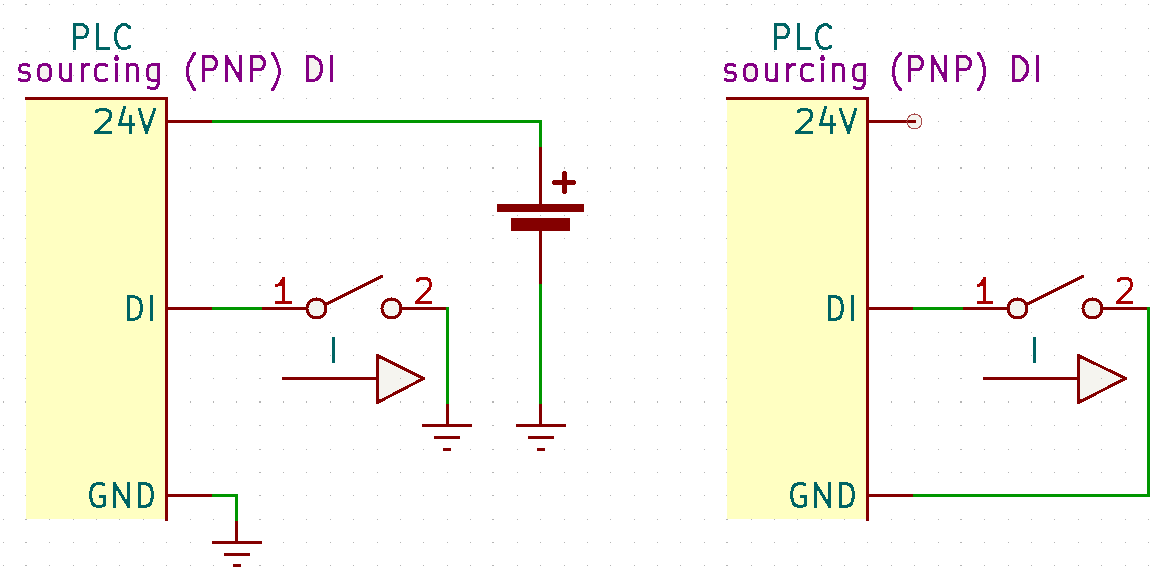 PLC
sourcing (PNP) DI
24V
+
1 2
DI
I
GND
PLC
sourcing (PNP) DI
24V
1 2
DI
I
GND